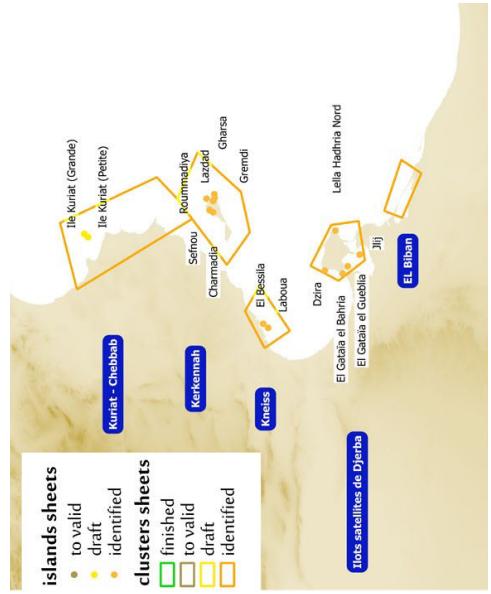 Ile Kuriat (Grande)
Ile Kuriat (Petite)
Roummadiya
Lazdad
Gharsa
Gremdi
Sefnou
Charmadia
El Bessila
Laboua
Lella Hadhria Nord
Dzira
El Gataïa el Bahria
El Gataïa el Gueblia
Jlij
Kuriat - Chebbab
Kerkennah
Kneiss
Ilots satellites de Djerba
EL Biban
islands sheets
to valid
draft
identified
clusters sheets
finished
to valid
draft
identified